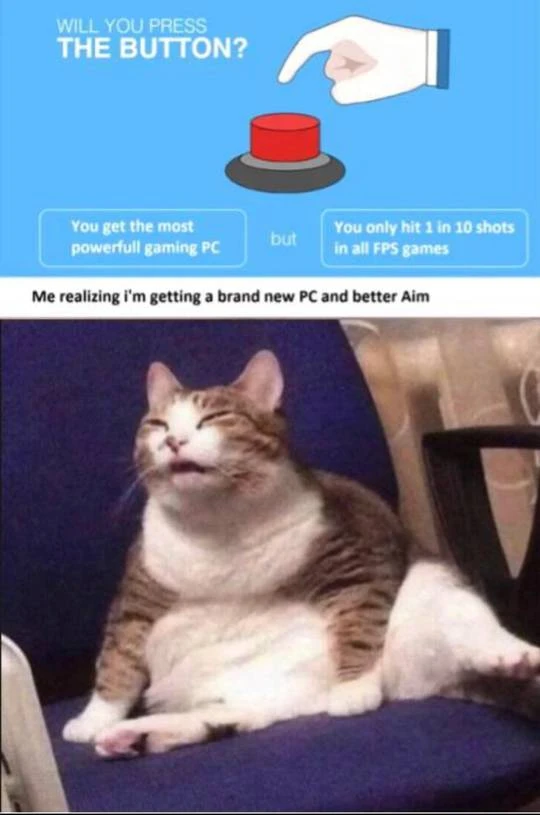 WILL YOU PRESS
THE BUTTON?
You get the most
powerfull gaming PC
but
You only hit 1 in 10 shots
in all FPS games
Me realizing i'm getting a brand new PC and better Aim